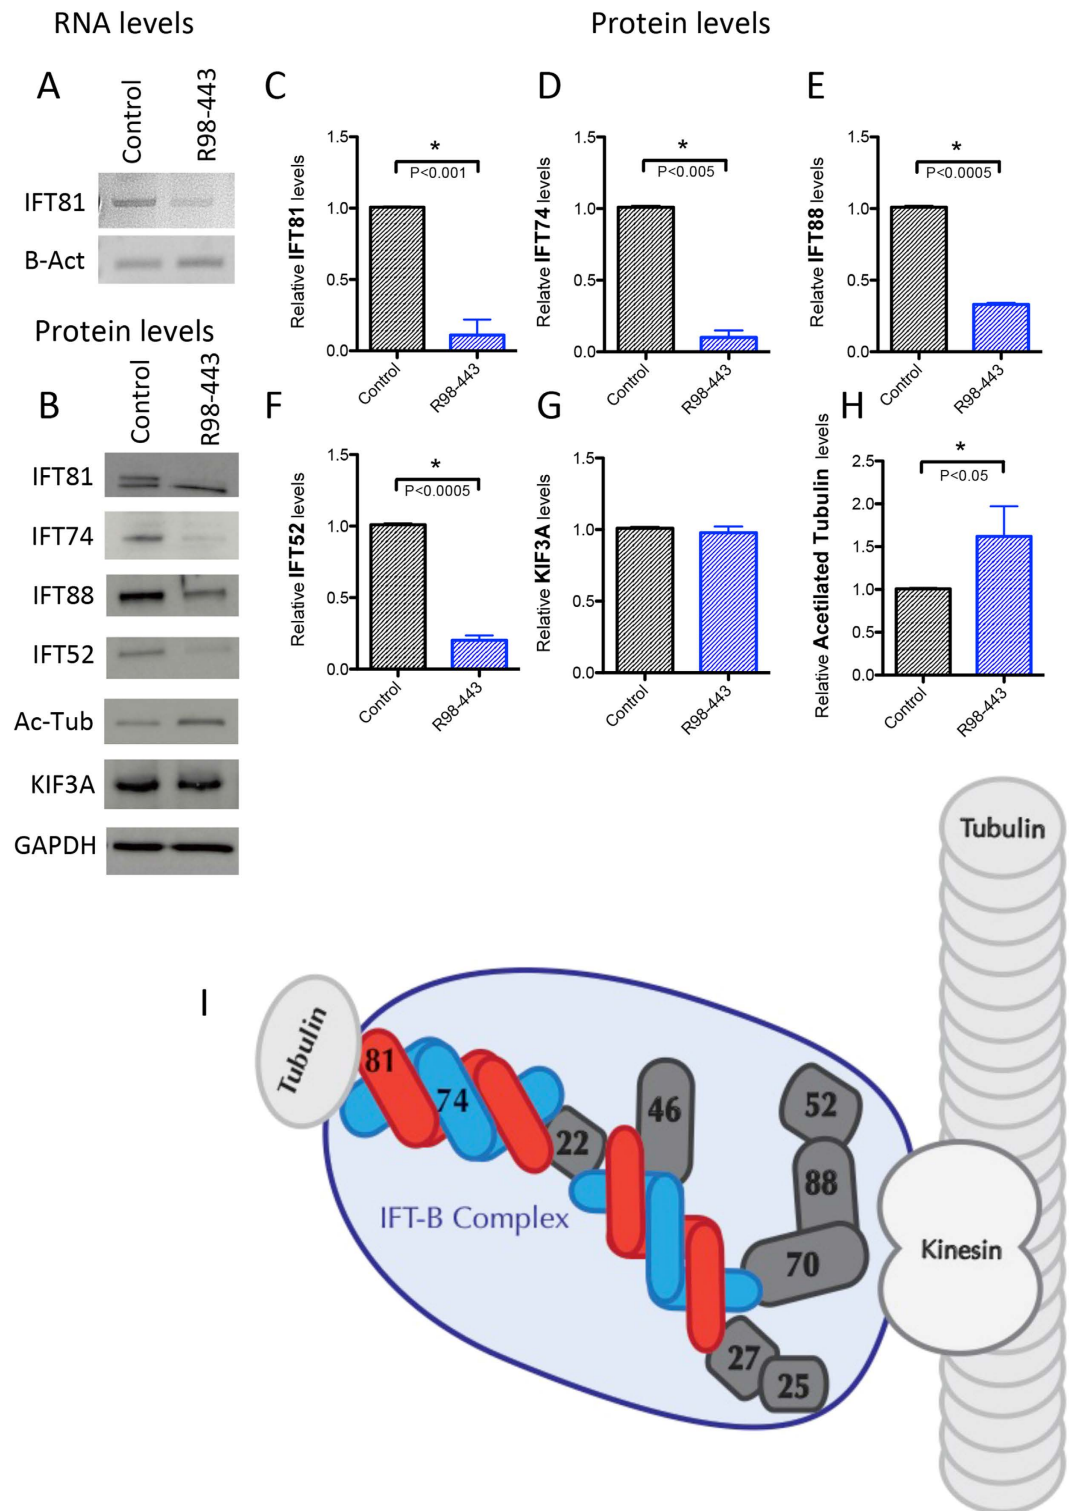 RNA levels
Protein levels
A
Control
R98-443
IFT81
B-Act
Protein levels
B
Control
R98-443
IFT81
IFT74
IFT88
IFT52
Ac-Tub
KIF3A
GAPDH
C
Relative IFT81 levels
1.5
1.0
0.5
0.0
*
P<0.001
Control
R98-443
D
Relative IFT74 levels
1.5
1.0
0.5
0.0
*
P<0.005
Control
R98-443
E
Relative IFT88 levels
1.5
1.0
0.5
0.0
*
P<0.0005
Control
R98-443
F
Relative IFT52 levels
1.5
1.0
0.5
0.0
*
P<0.0005
Control
R98-443
G
Relative KIF3A levels
1.5
1.0
0.5
0.0
Control
R98-443
H
Relative Acetilated Tubulin levels
2.5
2.0
1.5
1.0
0.5
0.0
*
P<0.05
Control
R98-443
I
Tubulin
Tubulin
81
74
22
46
52
88
70
27
25
IFT-B Complex
Kinesin